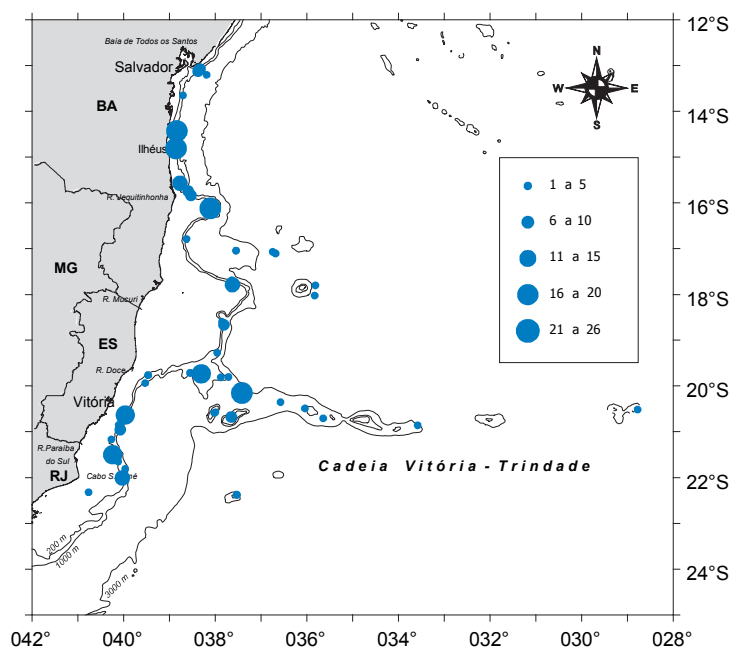 12°S
Baía de Todos os Santos
Salvador
N
W
E
S
BA
14°S
Ilhéus
1 a 5
R. Jequitinhonha
16°S
6 a 10
11 a 15
MG
16 a 20
R. Mucuri
18°S
21 a 26
ES
R. Doce
20°S
Vitória
R.Paraíba
do Sul
RJ
Cadeia Vitória - Trindade
22°S
200 m
1000 m
3000 m
24°S
042° 040° 038° 036° 034° 032° 030° 028°